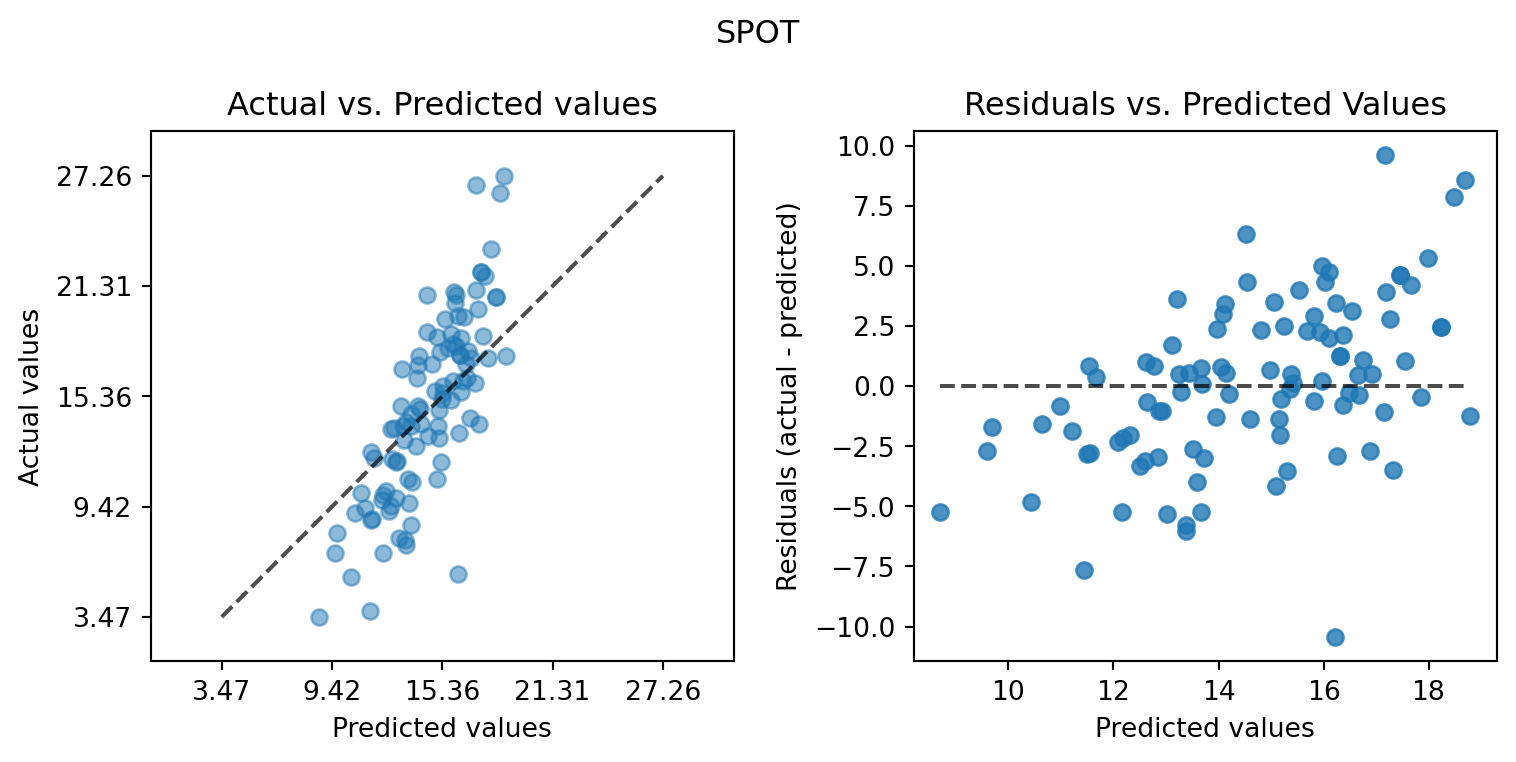 SPOT
Actual vs. Predicted values
Actual values
27.26
21.31
15.36
9.42
3.47
3.47 9.42 15.36 21.31 27.26
Predicted values
Residuals vs. Predicted Values
Residuals (actual - predicted)
10.0
7.5
5.0
2.5
0.0
−2.5
−5.0
−7.5
−10.0
10 12 14 16 18
Predicted values